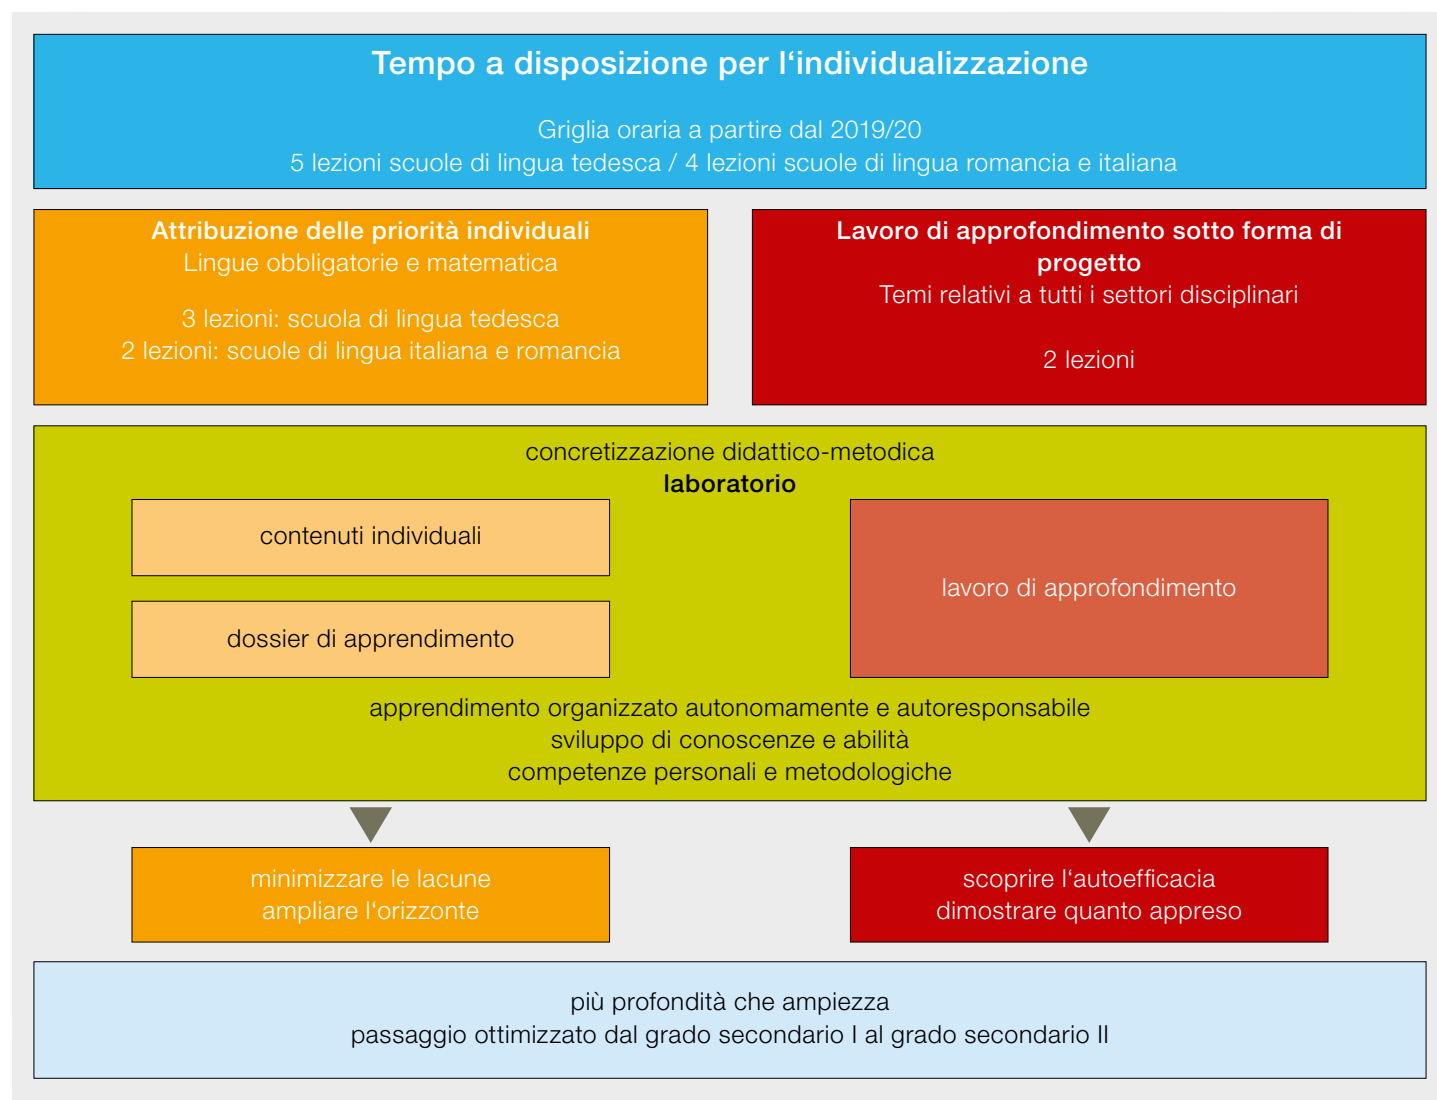 Tempo a disposizione per l‘individualizzazione
Griglia oraria a partire dal 2019/20
5 lezioni scuole di lingua tedesca / 4 lezioni scuole di lingua romancia e italiana
Attribuzione delle priorità individuali
Lingue obbligatorie e matematica
3 lezioni: scuola di lingua tedesca
2 lezioni: scuole di lingua italiana e romancia
Lavoro di approfondimento sotto forma di
progetto
Temi relativi a tutti i settori disciplinari
2 lezioni
concretizzazione didattico-metodica
laboratorio
contenuti individuali
dossier di apprendimento
lavoro di approfondimento
apprendimento organizzato autonomamente e autoresponsabile
sviluppo di conoscenze e abilità
competenze personali e metodologiche
minimizzare le lacune
ampliare l‘orizzonte
scoprire l‘autoefficacia
dimostrare quanto appreso
più profondità che ampiezza
passaggio ottimizzato dal grado secondario I al grado secondario II